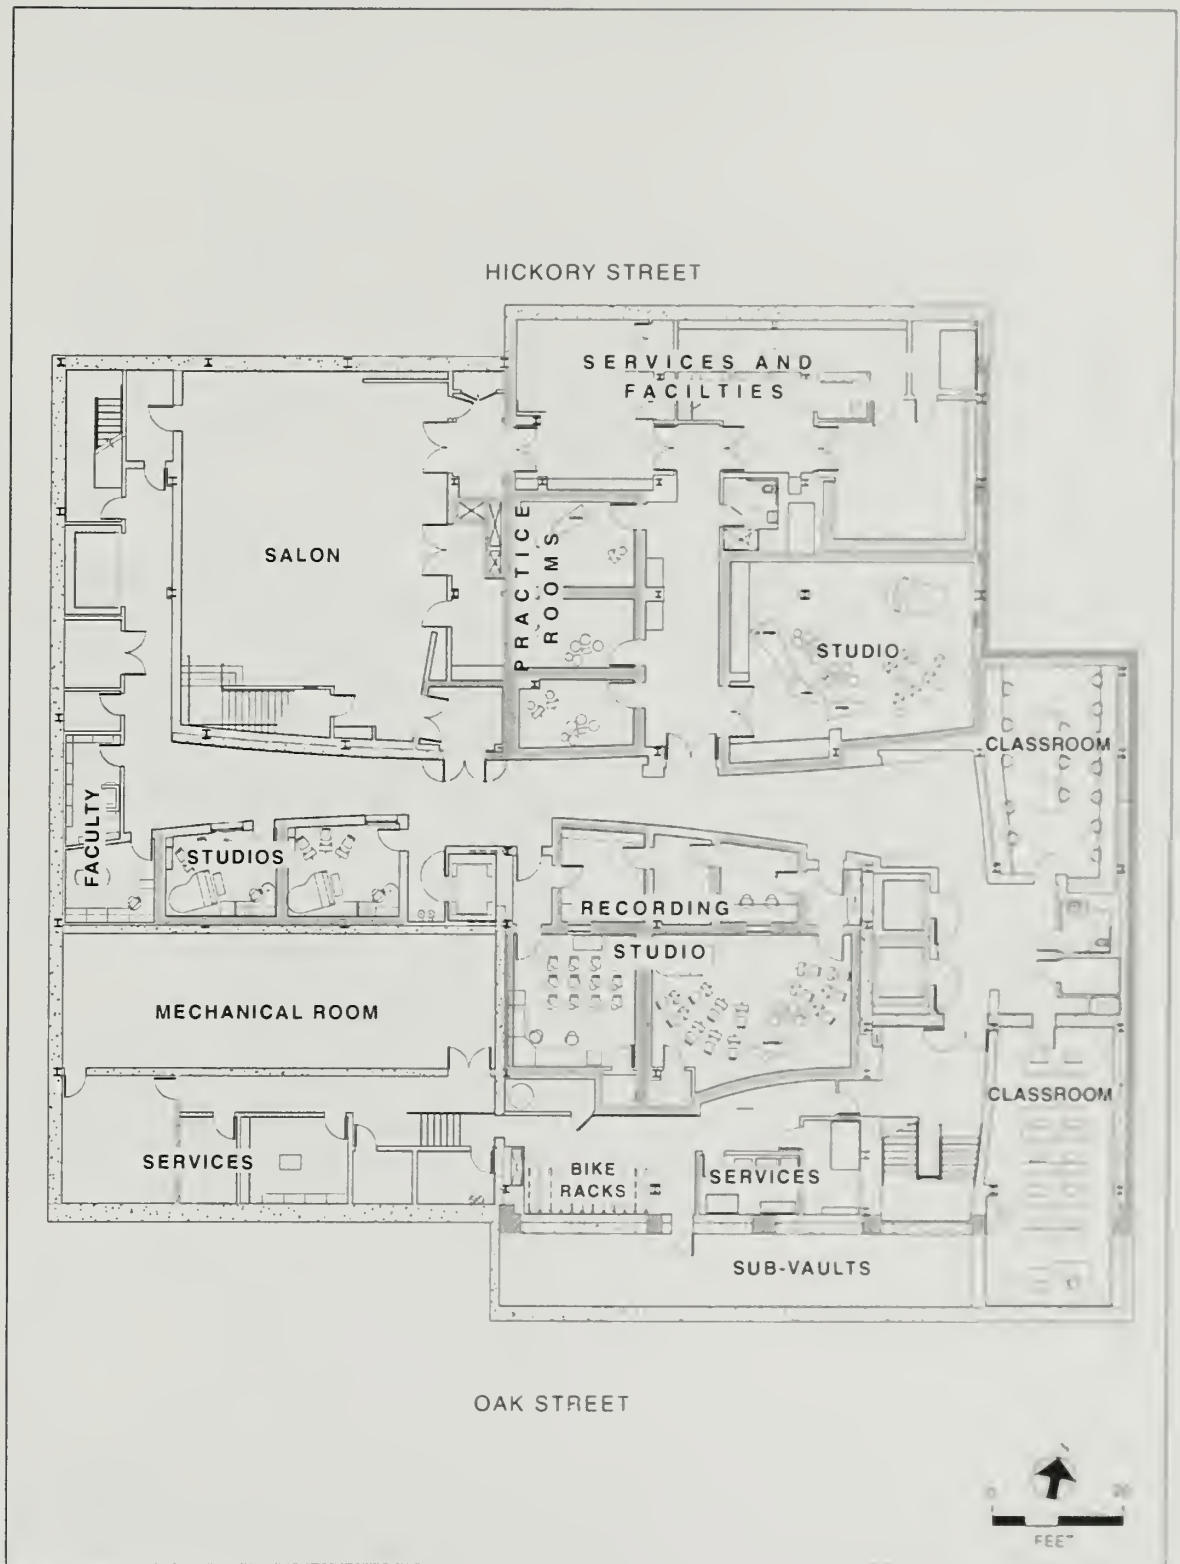 HICKORY STREET
SERVICES AND
FACILTIES
SALON
PRACTICE
ROOMS
STUDIO
CLASSROOM
FACULTY
STUDIOS
RECORDING
STUDIO
MECHANICAL ROOM
CLASSROOM
SERVICES
BIKE
RACKS
SERVICES
SUB-VAULTS
OAK STREET
0 20
FEET